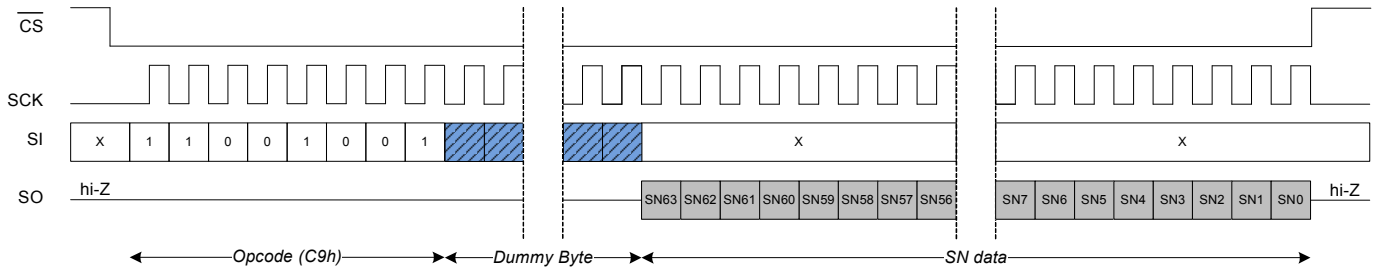 CS
SCK
SI X 1 1 0 0 1 0 0 1 X X
SO hi-Z SN63 SN62 SN61 SN60 SN59 SN58 SN57 SN56 SN7 SN6 SN5 SN4 SN3 SN2 SN1 SN0 hi-Z
Opcode (C9h) Dummy Byte SN data